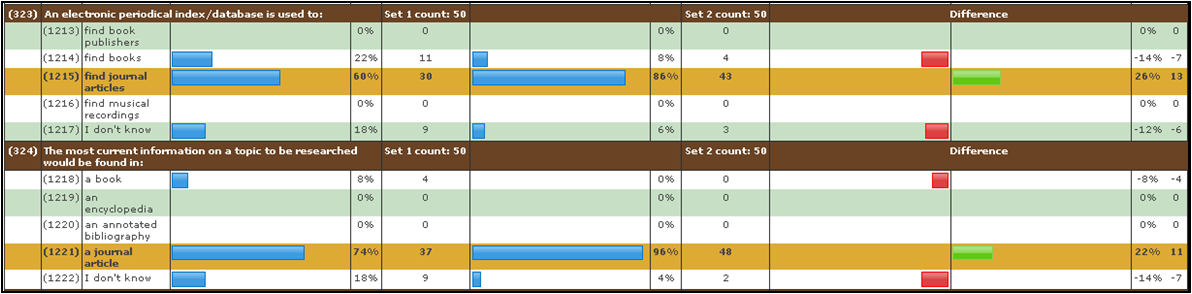 (323) An electronic periodical index/database is used to: Set 1 count: 50 Set 2 count: 50 Difference
(1213) find book publishers 0% 0 0% 0 0% 0
(1214) find books 22% 11 8% 4 -14% -7
(1215) find journal articles 60% 30 86% 43 26% 13
(1216) find musical recordings 0% 0 0% 0 0% 0
(1217) I don't know 18% 9 6% 3 -12% -6
(324) The most current information on a topic to be researched would be found in: Set 1 count: 50 Set 2 count: 50 Difference
(1218) a book 8% 4 0% 0 -8% -4
(1219) an encyclopedia 0% 0 0% 0 0% 0
(1220) an annotated bibliography 0% 0 0% 0 0% 0
(1221) a journal article 74% 37 96% 48 22% 11
(1222) I don't know 18% 9 4% 2 -14% -7